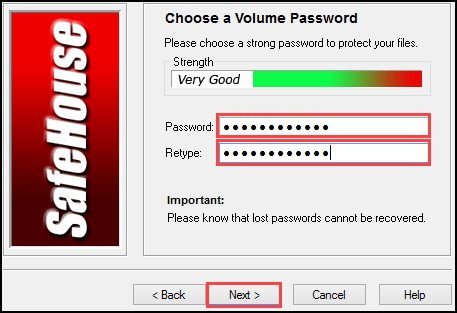 SafeHouse
Choose a Volume Password
Please choose a strong password to protect your files.
Strength
Very Good
Password: ●●●●●●●●●●●●
Retype: ●●●●●●●●●●●●
Important:
Please know that lost passwords cannot be recovered.
< Back Next > Cancel Help